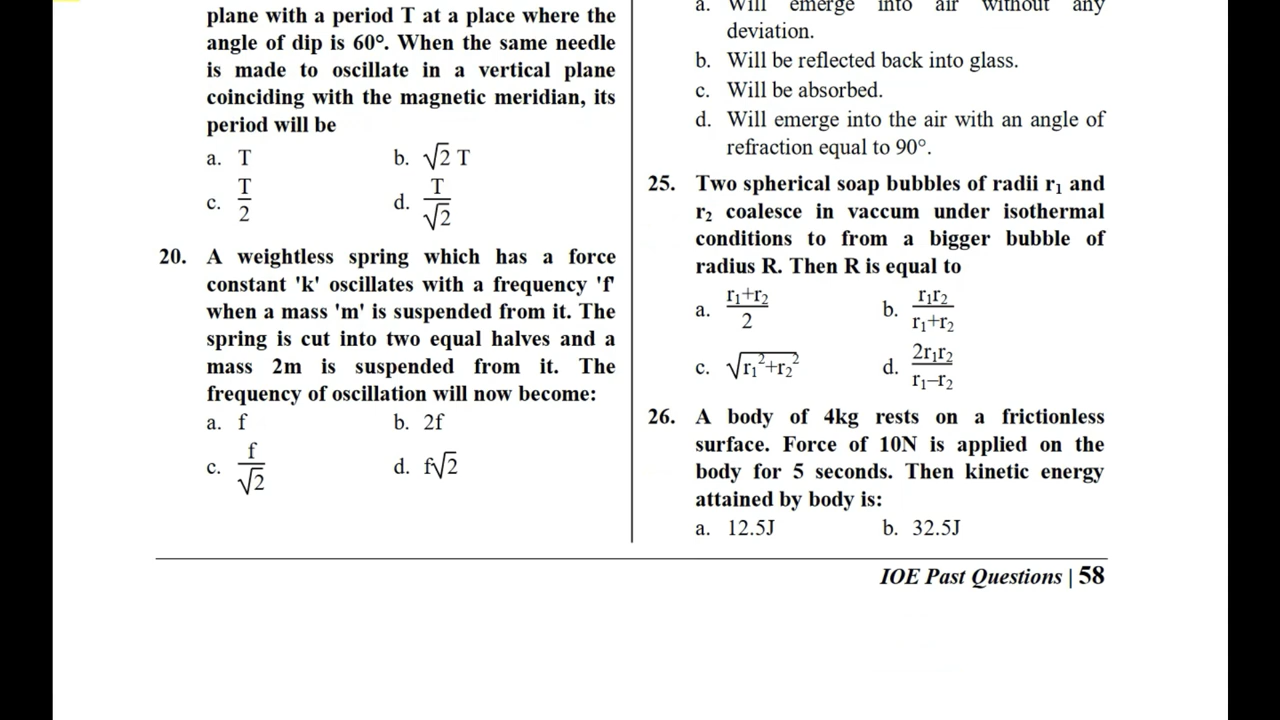 plane with a period T at a place where the
angle of dip is 60°. When the same needle
is made to oscillate in a vertical plane
coinciding with the magnetic meridian, its
period will be
a. T b. √2 T
c. T/2 d. T/√2
20. A weightless spring which has a force
constant 'k' oscillates with a frequency 'f'
when a mass 'm' is suspended from it. The
spring is cut into two equal halves and a
mass 2m is suspended from it. The
frequency of oscillation will now become:
a. f b. 2f
c. f/√2 d. f√2
a. Will emerge into air without any
deviation.
b. Will be reflected back into glass.
c. Will be absorbed.
d. Will emerge into the air with an angle of
refraction equal to 90°.
25. Two spherical soap bubbles of radii r₁ and
r₂ coalesce in vaccum under isothermal
conditions to from a bigger bubble of
radius R. Then R is equal to
a. r₁+r₂/2 b. r₁r₂/r₁+r₂
c. √r₁²+r₂² d. 2r₁r₂/r₁–r₂
26. A body of 4kg rests on a frictionless
surface. Force of 10N is applied on the
body for 5 seconds. Then kinetic energy
attained by body is:
a. 12.5J b. 32.5J
IOE Past Questions | 58